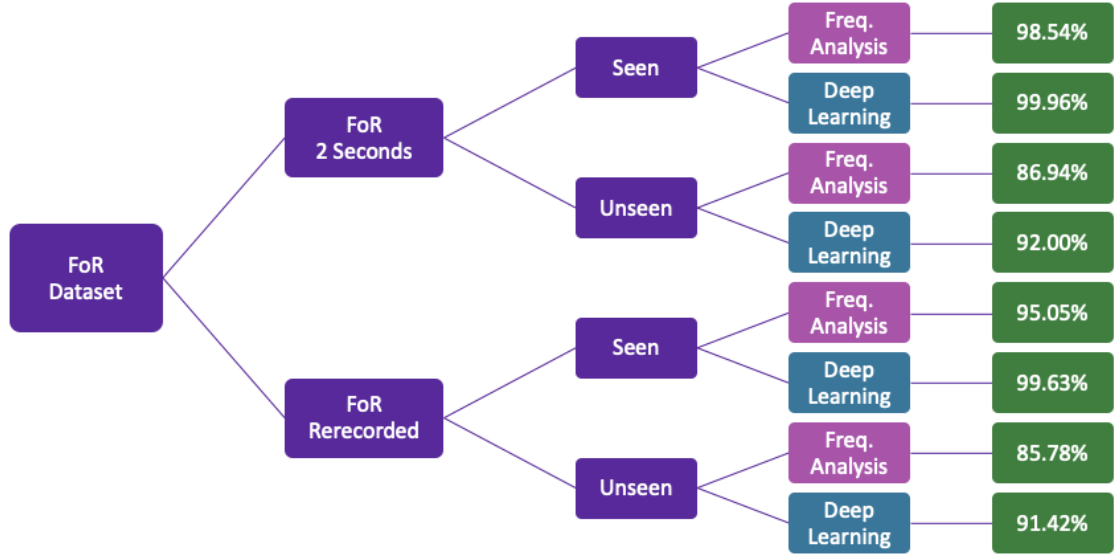 FoR
Dataset
FoR
2 Seconds
Seen
Freq.
Analysis
98.54%
Deep
Learning
99.96%
Unseen
Freq.
Analysis
86.94%
Deep
Learning
92.00%
FoR
Rerecorded
Seen
Freq.
Analysis
95.05%
Deep
Learning
99.63%
Unseen
Freq.
Analysis
85.78%
Deep
Learning
91.42%